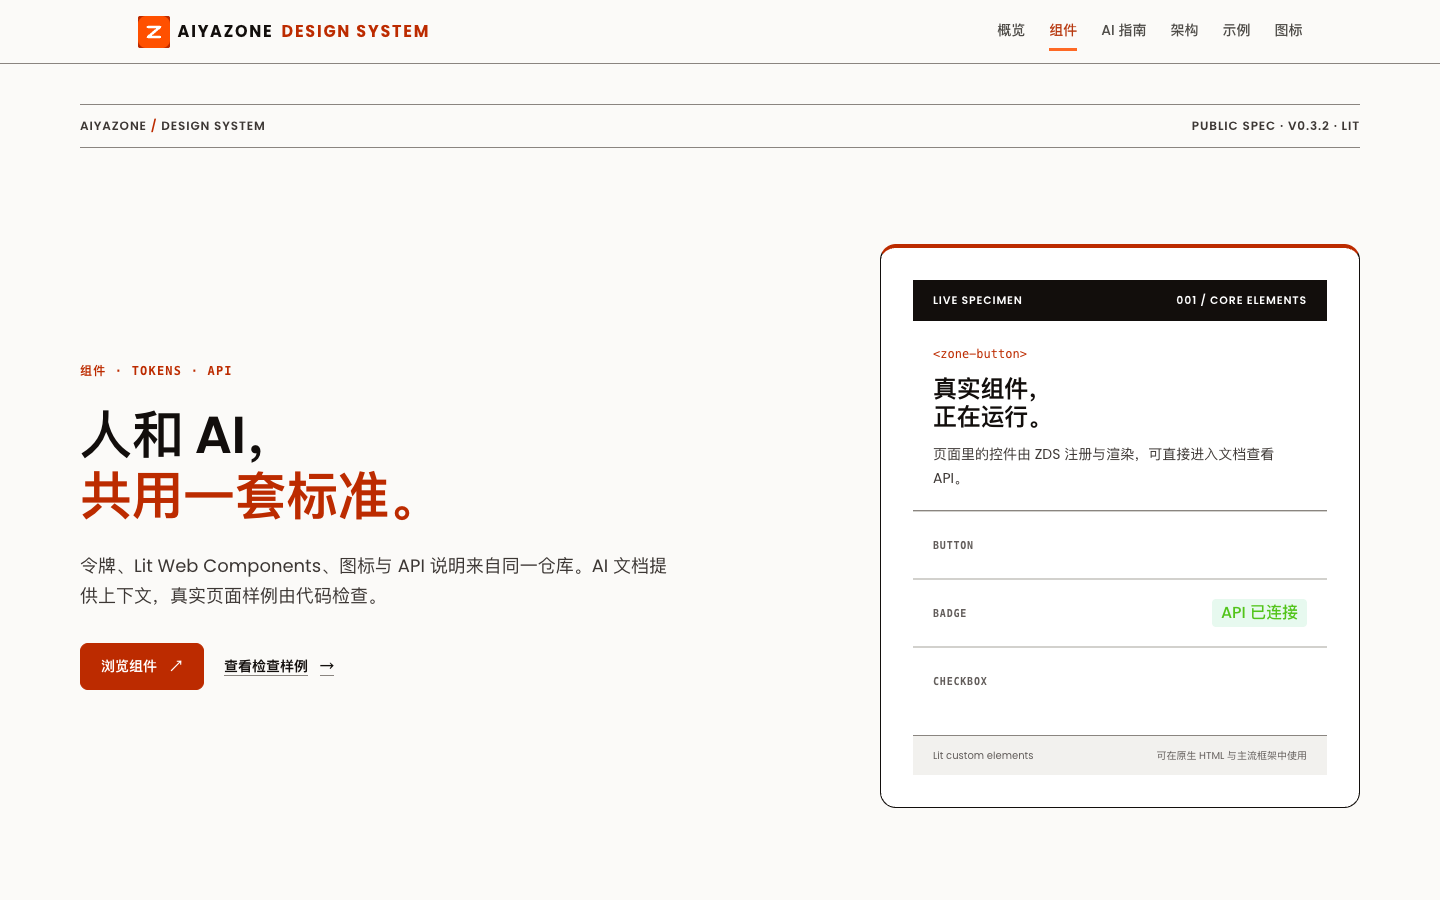 AIYAZONE DESIGN SYSTEM
概览 组件 AI 指南 架构 示例 图标
AIYAZONE / DESIGN SYSTEM
PUBLIC SPEC · V0.3.2 · LIT
组件 · TOKENS · API
人和 AI，
共用一套标准。
令牌、Lit Web Components、图标与 API 说明来自同一仓库。AI 文档提
供上下文，真实页面样例由代码检查。
浏览组件 ↗
查看检查样例 →
LIVE SPECIMEN
001 / CORE ELEMENTS
<zone-button>
真实组件，
正在运行。
页面里的控件由 ZDS 注册与渲染，可直接进入文档查看
API。
BUTTON
BADGE
API 已连接
CHECKBOX
Lit custom elements
可在原生 HTML 与主流框架中使用